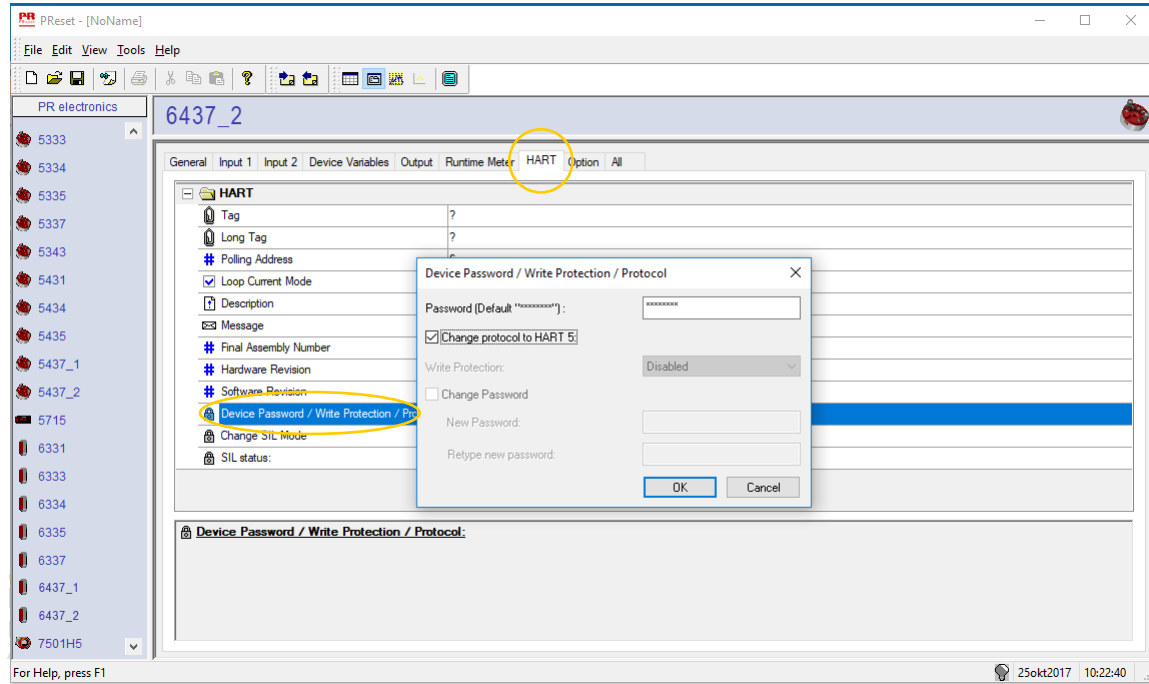 PR PReset - [NoName]
File Edit View Tools Help
PR electronics
5333
5334
5335
5337
5343
5431
5434
5435
5437_1
5437_2
5715
6331
6333
6334
6335
6337
6437_1
6437_2
7501H5
6437_2
General Input 1 Input 2 Device Variables Output Runtime Meter HART Option All
HART
Tag ?
Long Tag ?
Polling Address
Loop Current Mode
Description
Message
Final Assembly Number
Hardware Revision
Software Revision
Device Password / Write Protection / Pro
Change SIL Mode
SIL status:
Device Password / Write Protection / Protocol
Password (Default "********") : ********
Change protocol to HART 5:
Write Protection: Disabled
Change Password
New Password:
Retype new password:
OK Cancel
Device Password / Write Protection / Protocol:
For Help, press F1 25okt2017 10:22:40